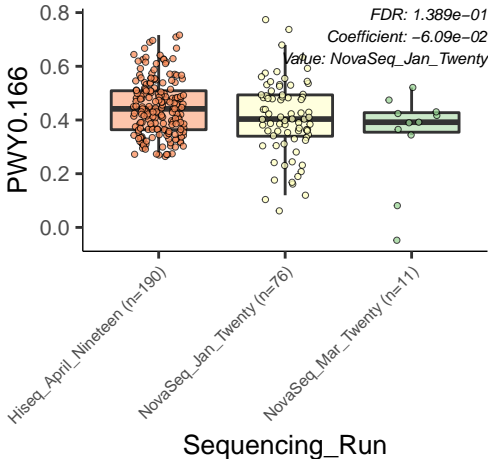 FDR: 1.389e−01
Coefficient: −6.09e−02
Value: NovaSeq_Jan_Twenty
0.8
0.6
0.4
0.2
0.0
PWY0.166
Hiseq_April_Nineteen (n=190)
NovaSeq_Jan_Twenty (n=76)
NovaSeq_Mar_Twenty (n=11)
Sequencing_Run